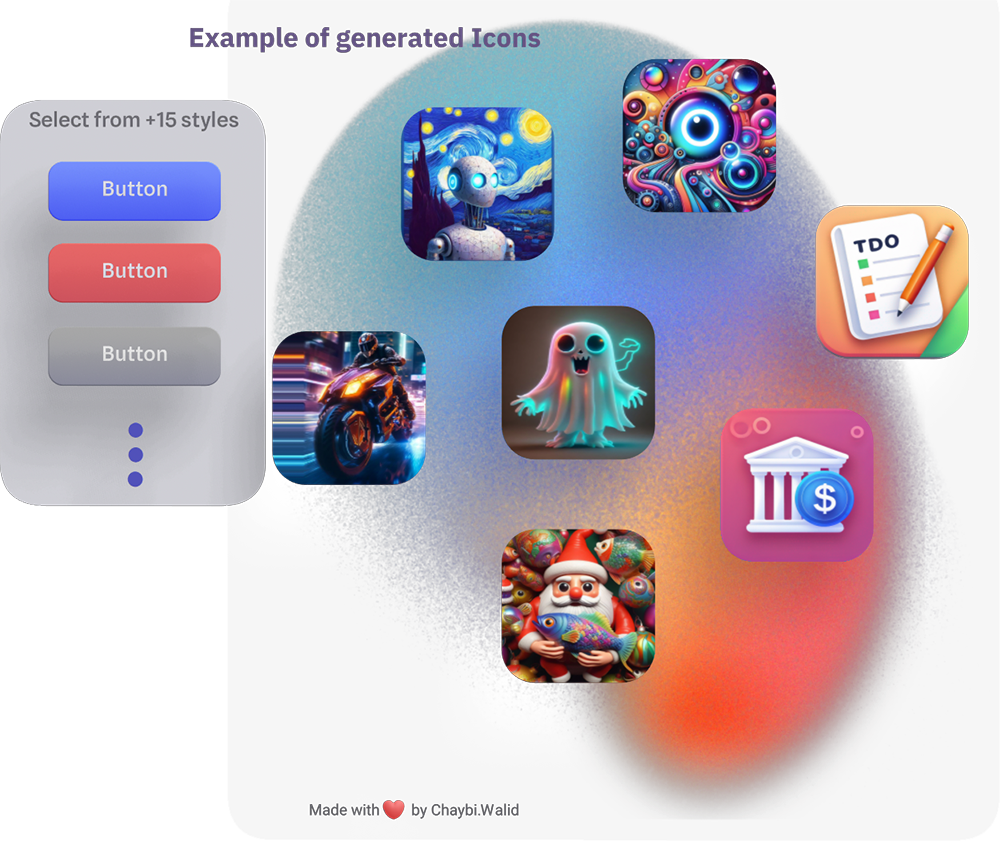 Example of generated Icons
Select from +15 styles
Button
Button
Button
TDO
$
Made with by Chaybi.Walid